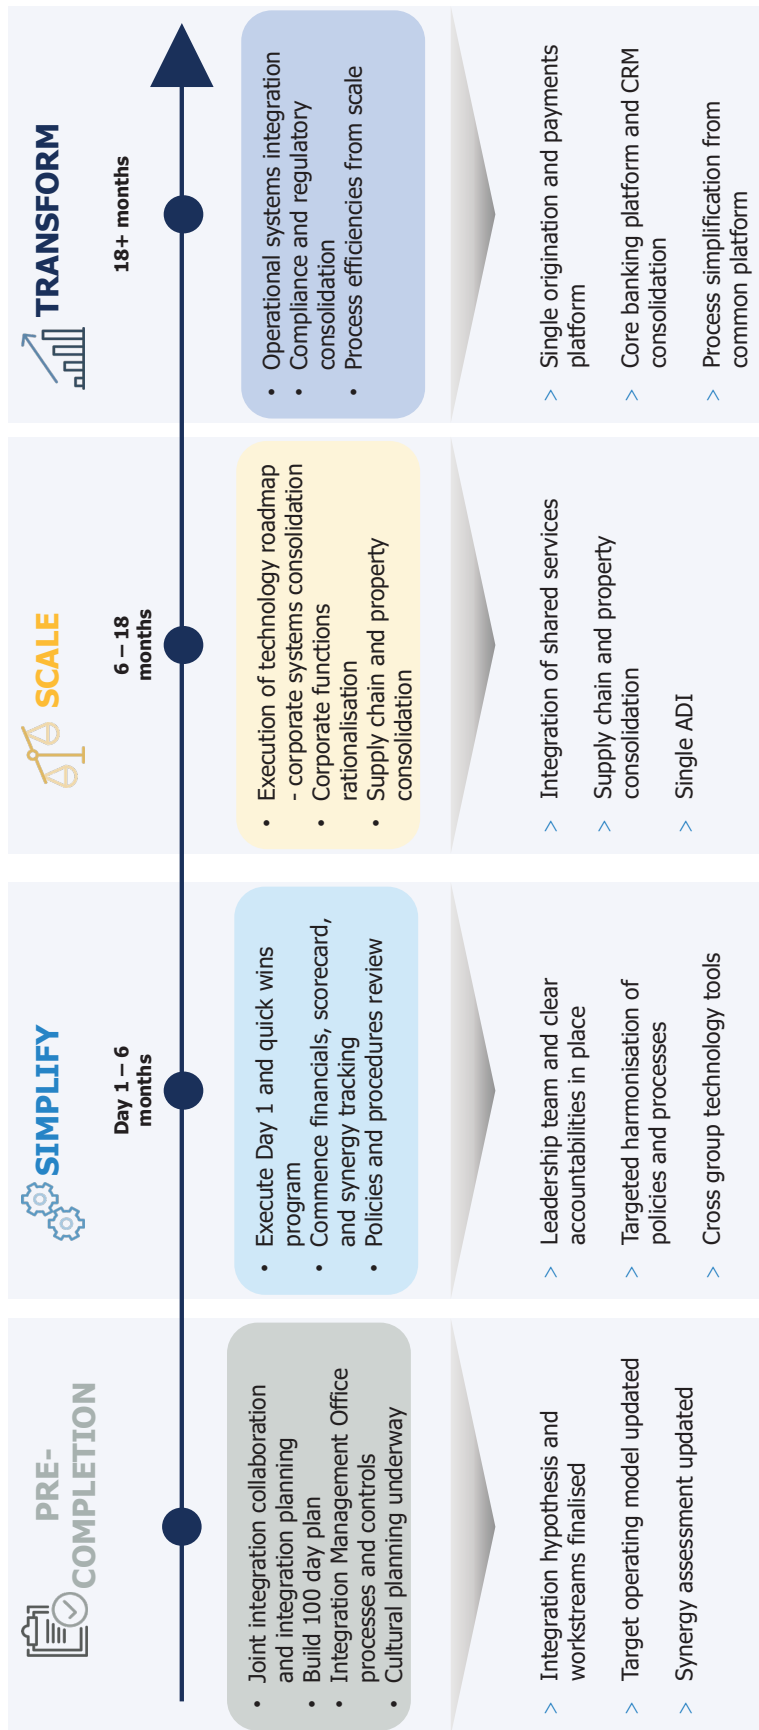 PRE-
COMPLETION
• Joint integration collaboration
and integration planning
• Build 100 day plan
• Integration Management Office
processes and controls
• Cultural planning underway
> Integration hypothesis and
workstreams finalised
> Target operating model updated
> Synergy assessment updated
SIMPLIFY
Day 1 – 6
months
• Execute Day 1 and quick wins
program
• Commence financials, scorecard,
and synergy tracking
• Policies and procedures review
> Leadership team and clear
accountabilities in place
> Targeted harmonisation of
policies and processes
> Cross group technology tools
SCALE
6 – 18
months
• Execution of technology roadmap
- corporate systems consolidation
• Corporate functions
rationalisation
• Supply chain and property
consolidation
> Integration of shared services
> Supply chain and property
consolidation
> Single ADI
TRANSFORM
18+ months
• Operational systems integration
• Compliance and regulatory
consolidation
• Process efficiencies from scale
> Single origination and payments
platform
> Core banking platform and CRM
consolidation
> Process simplification from
common platform